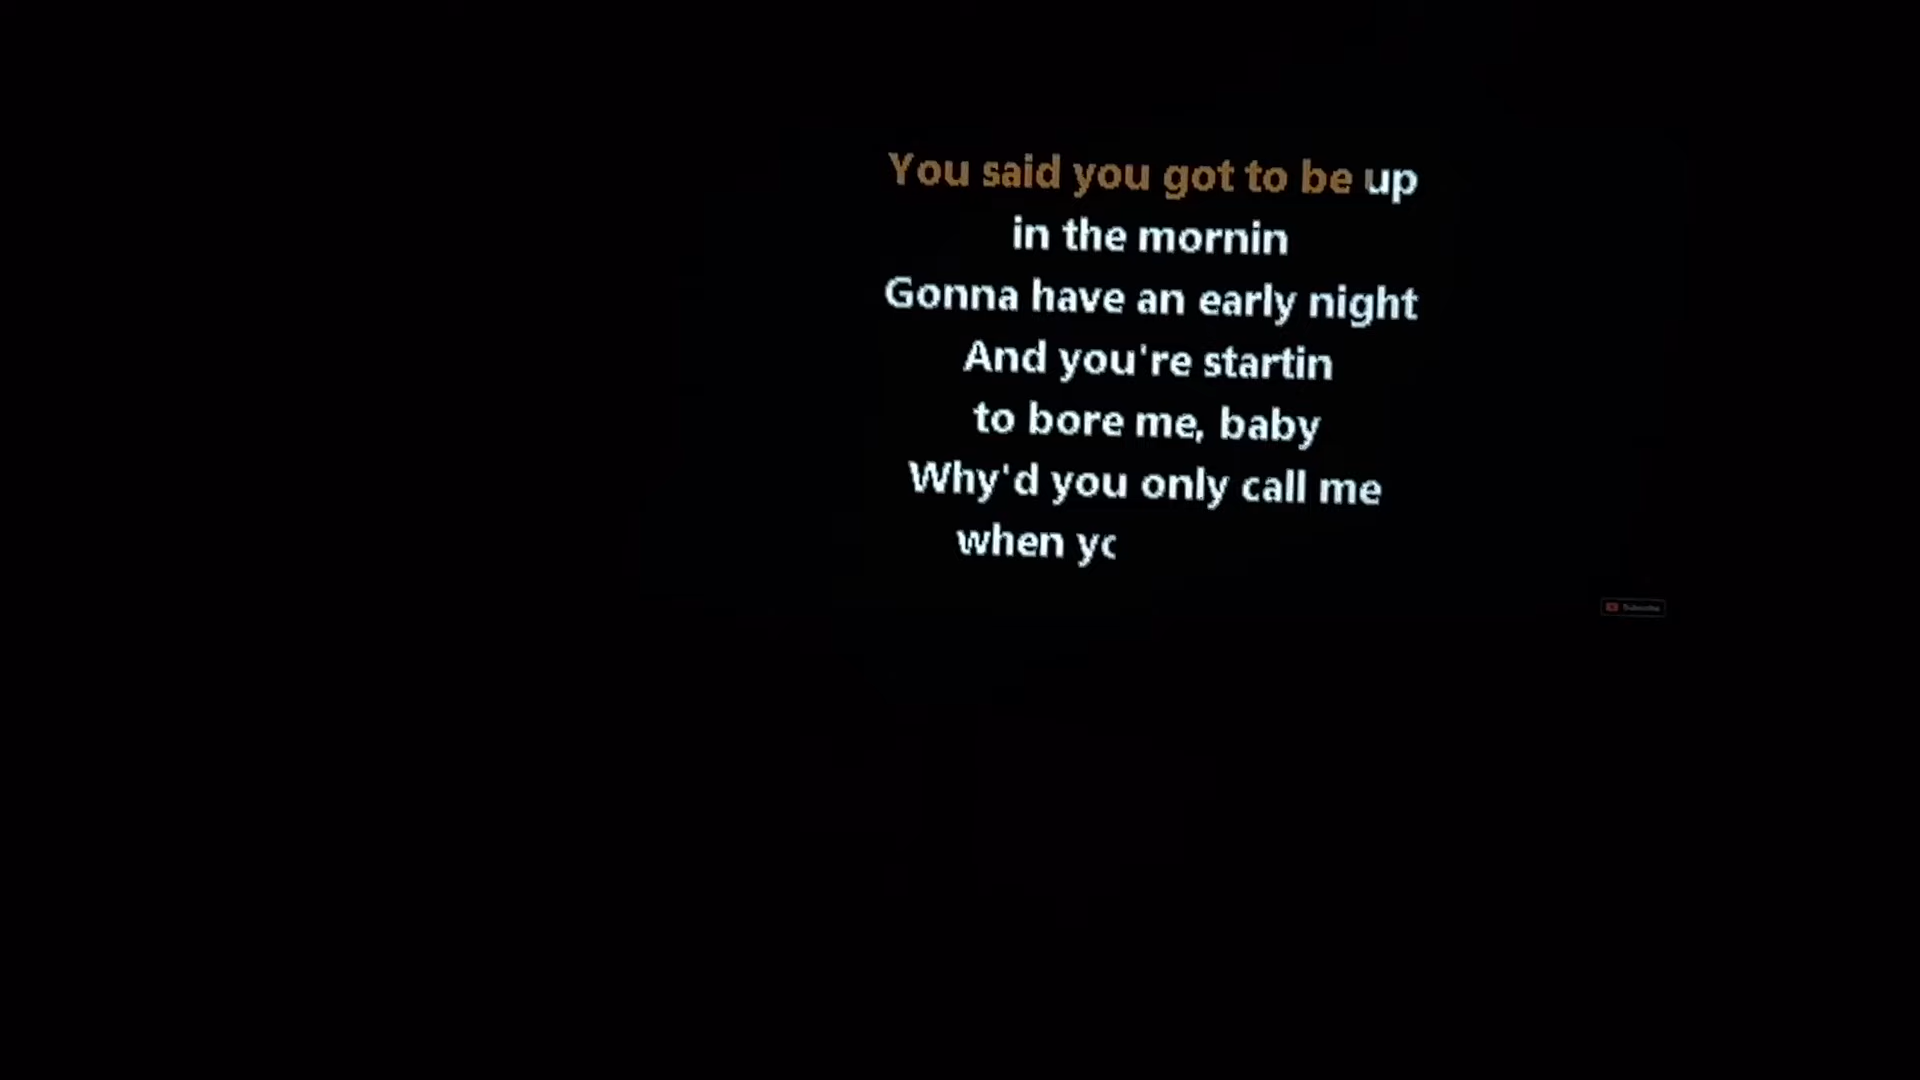 You said you got to be up
in the mornin
Gonna have an early night
And you're startin
to bore me, baby
Why'd you only call me
when
Subscribe